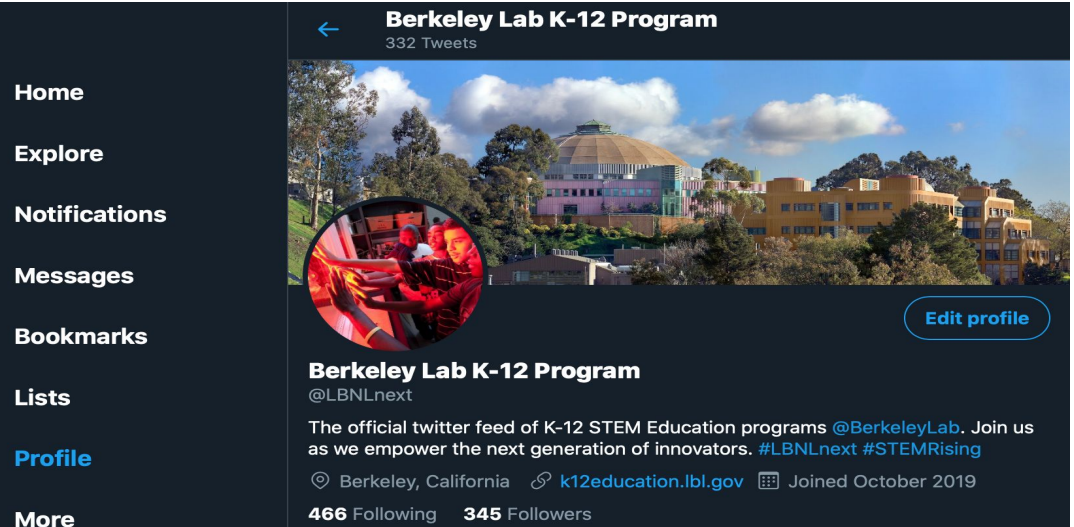 Home
Explore
Notifications
Messages
Bookmarks
Lists
Profile
More
Berkeley Lab K-12 Program
332 Tweets
Edit profile
Berkeley Lab K-12 Program
@LBNLnext
The official twitter feed of K-12 STEM Education programs @BerkeleyLab. Join us
as we empower the next generation of innovators. #LBNLnext #STEMRising
Berkeley, California k12education.lbl.gov Joined October 2019
466 Following 345 Followers